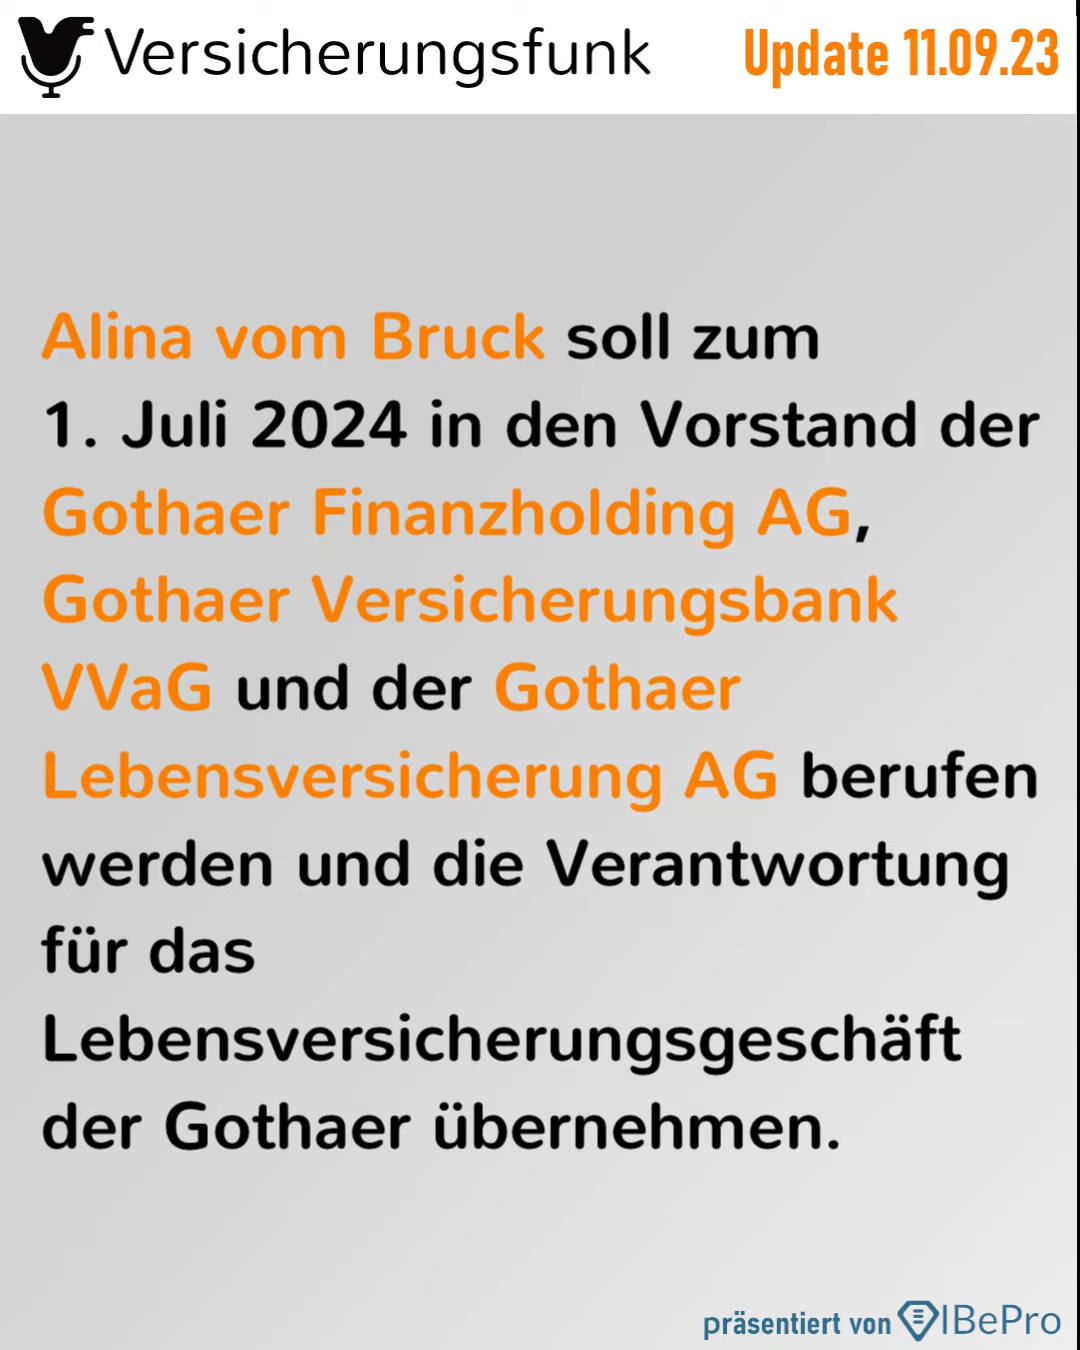 Versicherungsfunk
Update 11.09.23
Alina vom Bruck soll zum
1. Juli 2024 in den Vorstand der
Gothaer Finanzholding AG,
Gothaer Versicherungsbank
VVaG und der Gothaer
Lebensversicherung AG berufen
werden und die Verantwortung
für das
Lebensversicherungsgeschäft
der Gothaer übernehmen.
präsentiert von IBePro